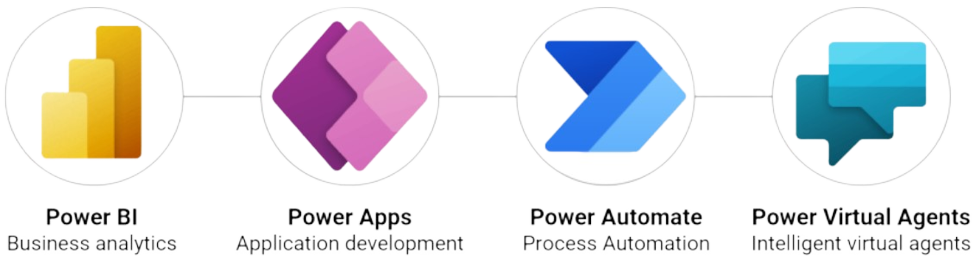 Power BI
Business analytics
Power Apps
Application development
Power Automate
Process Automation
Power Virtual Agents
Intelligent virtual agents